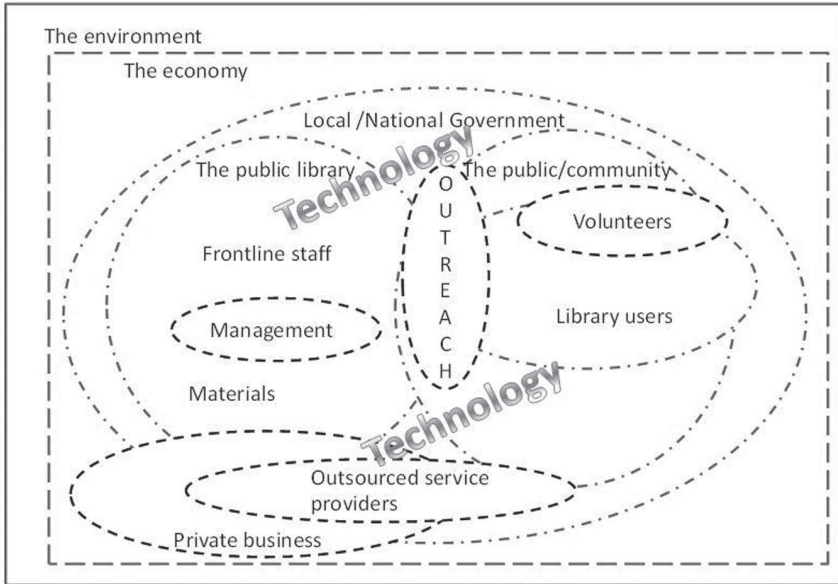 The environment
The economy
Local /National Government
Technology
The public library
The public/community
OUTREACH
Volunteers
Frontline staff
Library users
Management
Materials
Technology
Outsourced service
providers
Private business